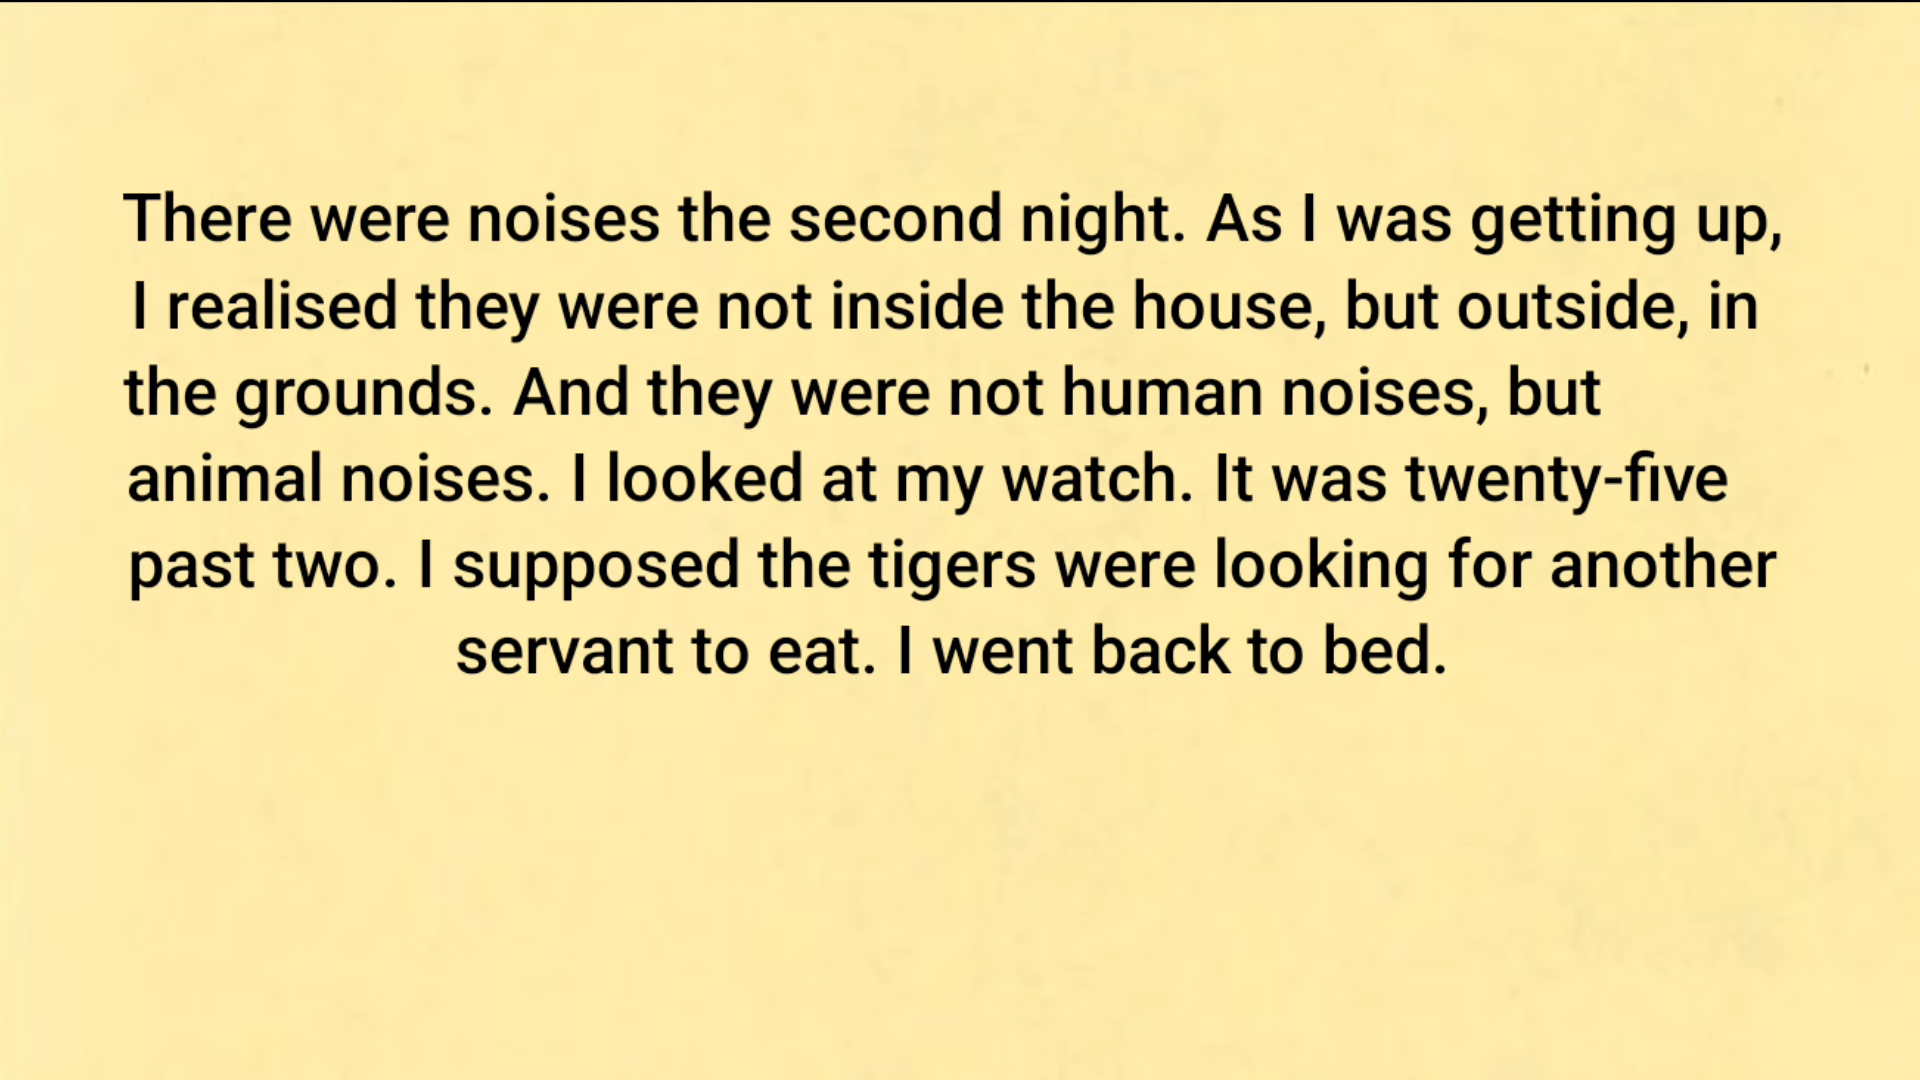 There were noises the second night. As I was getting up,
I realised they were not inside the house, but outside, in
the grounds. And they were not human noises, but
animal noises. I looked at my watch. It was twenty-five
past two. I supposed the tigers were looking for another
servant to eat. I went back to bed.